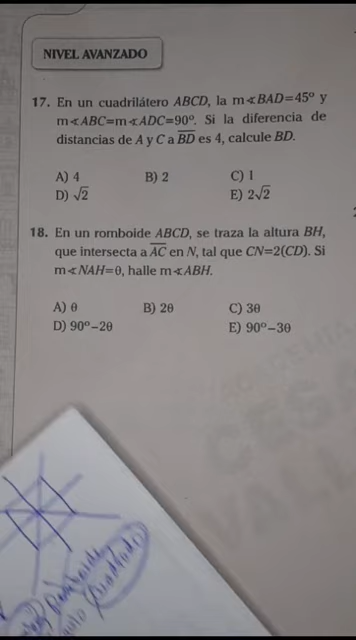 NIVEL AVANZADO
17. En un cuadrilátero ABCD, la m∢BAD=45° y
m∢ABC=m∢ADC=90°. Si la diferencia de
distancias de A y C a B̅D̅ es 4, calcule BD.
A) 4 B) 2 C) 1
D) √2 E) 2√2
18. En un romboide ABCD, se traza la altura BH,
que intersecta a A̅C̅ en N, tal que CN=2(CD). Si
m∢NAH=θ, halle m∢ABH.
A) θ B) 2θ C) 3θ
D) 90°−2θ E) 90°−3θ
CESA
VALL